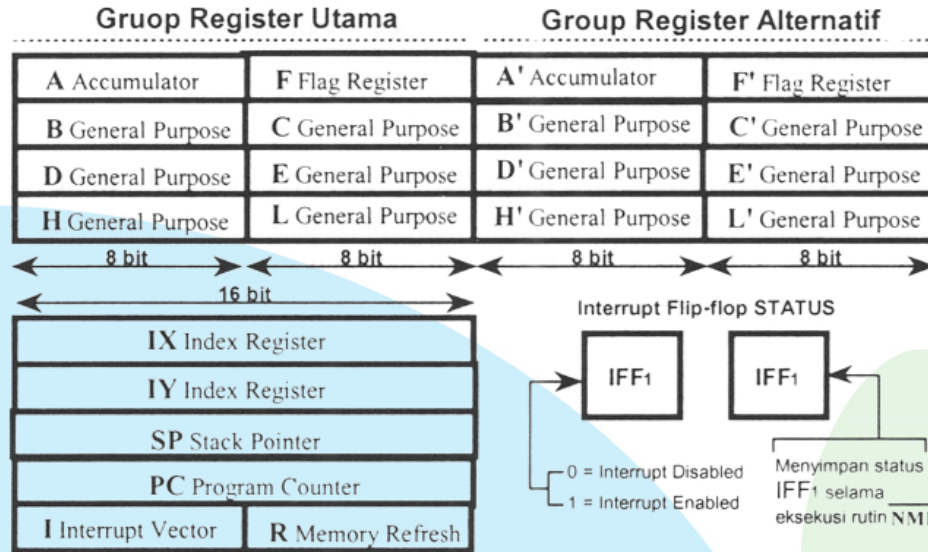 Gruop Register Utama
Group Register Alternatif
A Accumulator
F Flag Register
A' Accumulator
F' Flag Register
B General Purpose
C General Purpose
B' General Purpose
C' General Purpose
D General Purpose
E General Purpose
D' General Purpose
E' General Purpose
H General Purpose
L General Purpose
H' General Purpose
L' General Purpose
8 bit
8 bit
8 bit
8 bit
16 bit
IX Index Register
IY Index Register
SP Stack Pointer
PC Program Counter
I Interrupt Vector
R Memory Refresh
Interrupt Flip-flop STATUS
IFF1
IFF1
0 = Interrupt Disabled
1 = Interrupt Enabled
Menyimpan status
IFF1 selama
eksekusi rutin